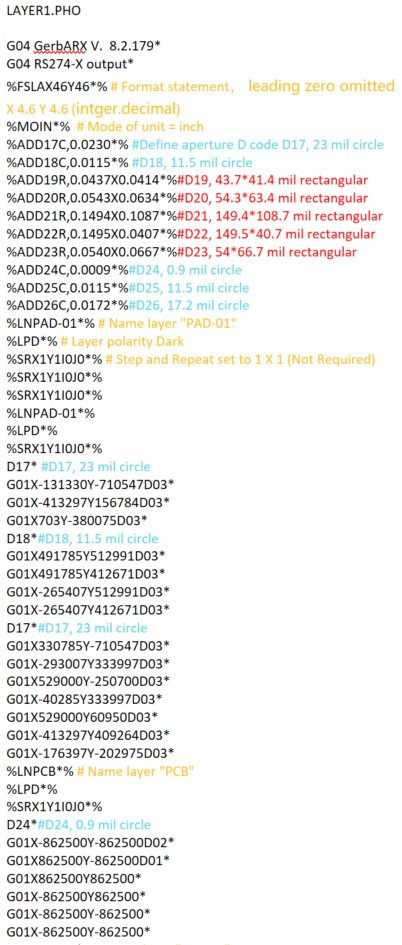 LAYER1.PHO
G04 GerbARX V.  8.2.179*
G04 RS274-X output*
%FSLAX46Y46*% # Format statement， leading zero omitted
X 4.6 Y 4.6 (intger.decimal)
%MOIN*% # Mode of unit = inch
%ADD17C,0.0230*% #Define aperture D code D17, 23 mil circle
%ADD18C,0.0115*% #D18, 11.5 mil circle
%ADD19R,0.0437X0.0414*%#D19, 43.7*41.4 mil rectangular
%ADD20R,0.0543X0.0634*%#D20, 54.3*63.4 mil rectangular
%ADD21R,0.1494X0.1087*%#D21, 149.4*108.7 mil rectangular
%ADD22R,0.1495X0.0407*%#D22, 149.5*40.7 mil rectangular
%ADD23R,0.0540X0.0667*%#D23, 54*66.7 mil rectangular
%ADD24C,0.0009*%#D24, 0.9 mil circle
%ADD25C,0.0115*%#D25, 11.5 mil circle
%ADD26C,0.0172*%#D26, 17.2 mil circle
%LNPAD-01*% # Name layer "PAD-01"
%LPD*% # Layer polarity Dark
%SRX1Y1I0J0*% # Step and Repeat set to 1 X 1 (Not Required)
%SRX1Y1I0J0*%
%SRX1Y1I0J0*%
%LNPAD-01*%
%LPD*%
%SRX1Y1I0J0*%
D17* #D17, 23 mil circle
G01X-131330Y-710547D03*
G01X-413297Y156784D03*
G01X703Y-380075D03*
D18*#D18, 11.5 mil circle
G01X491785Y512991D03*
G01X491785Y412671D03*
G01X-265407Y512991D03*
G01X-265407Y412671D03*
D17*#D17, 23 mil circle
G01X330785Y-710547D03*
G01X-293007Y333997D03*
G01X529000Y-250700D03*
G01X-40285Y333997D03*
G01X529000Y60950D03*
G01X-413297Y409264D03*
G01X-176397Y-202975D03*
%LNPCB*% # Name layer "PCB"
%LPD*%
%SRX1Y1I0J0*%
D24*#D24, 0.9 mil circle
G01X-862500Y-862500D02*
G01X862500Y-862500D01*
G01X862500Y862500*
G01X-862500Y862500*
G01X-862500Y-862500*
G01X-862500Y-862500*